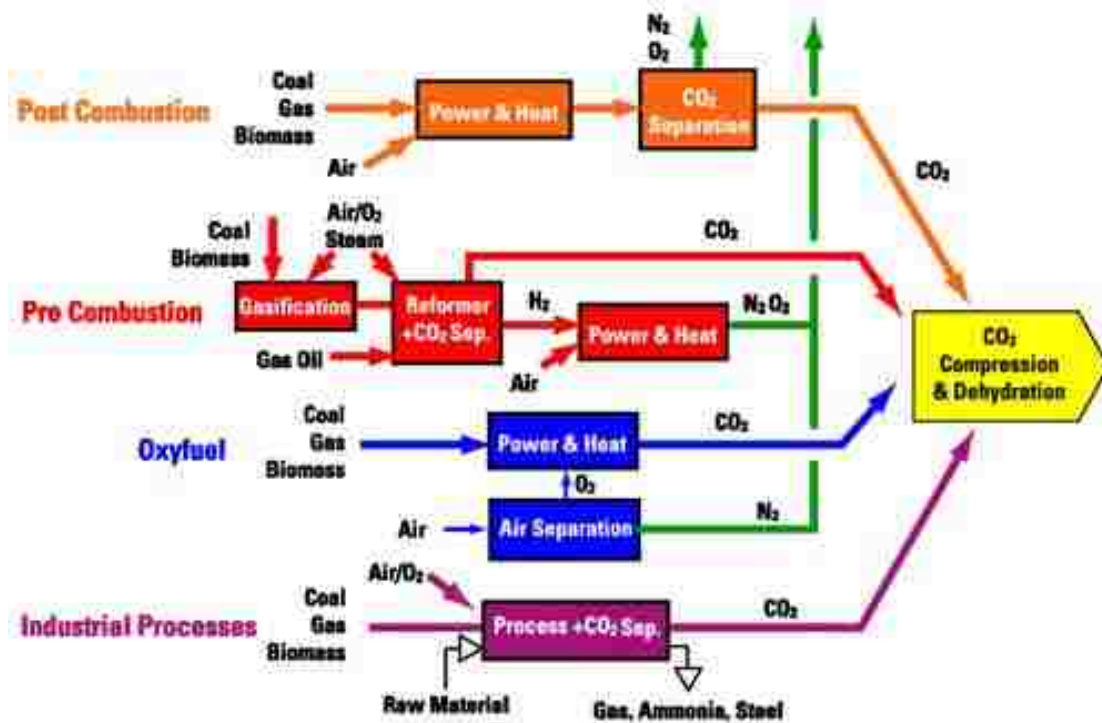 N₂
O₂
Coal
Gas
Biomass
Post Combustion
Power & Heat
CO₂
Separation
Air
CO₂
Air/O₂
Steam
Coal
Biomass
CO₂
Pre Combustion
Gasification
Reformer
+CO₂ Sep.
H₂
Power & Heat
N₂ O₂
Gas Oil
Air
CO₂
Compression
& Dehydration
Coal
Gas
Biomass
Oxyfuel
Power & Heat
CO₂
O₂
Air
Air Separation
N₂
Air/O₂
Coal
Gas
Biomass
Industrial Processes
Process +CO₂ Sep.
CO₂
Raw Material
Gas, Ammonia, Steel